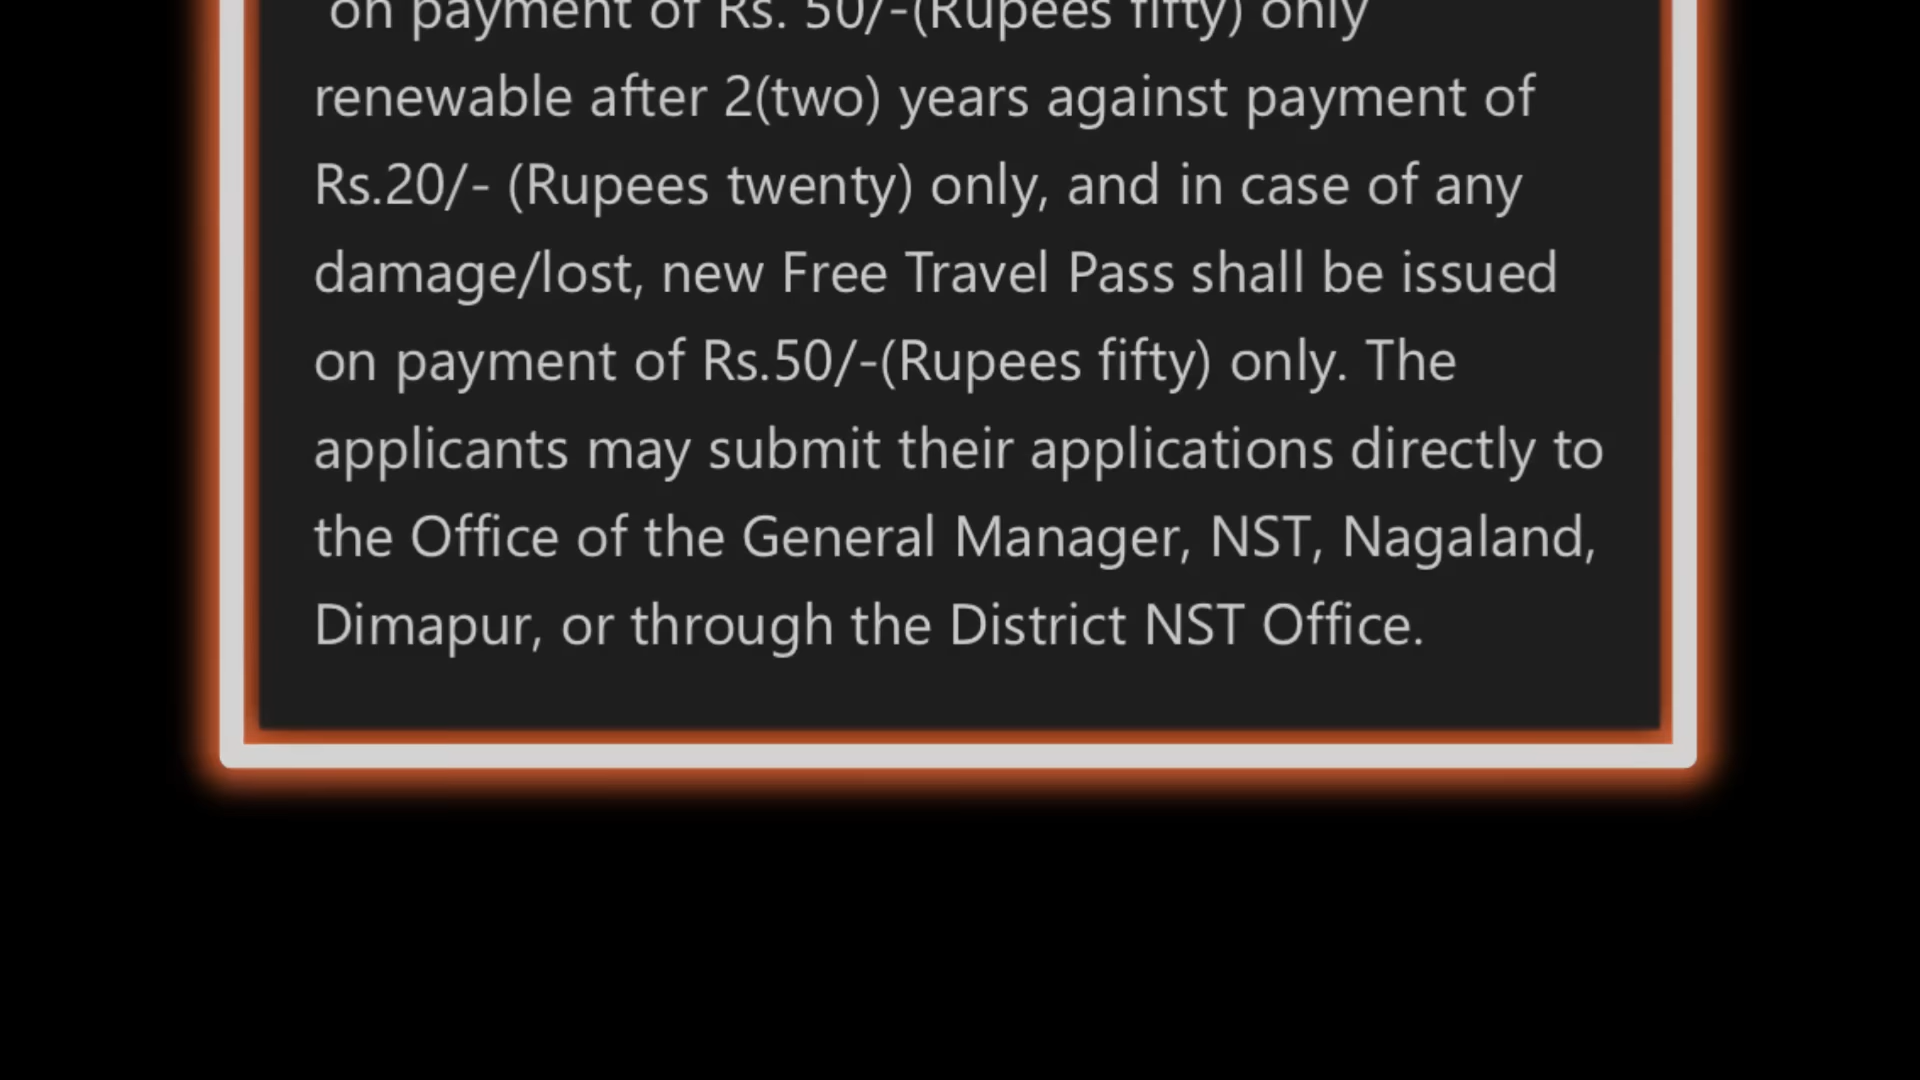 on payment of Rs. 50/-(Rupees fifty) only
renewable after 2(two) years against payment of
Rs.20/- (Rupees twenty) only, and in case of any
damage/lost, new Free Travel Pass shall be issued
on payment of Rs.50/-(Rupees fifty) only. The
applicants may submit their applications directly to
the Office of the General Manager, NST, Nagaland,
Dimapur, or through the District NST Office.